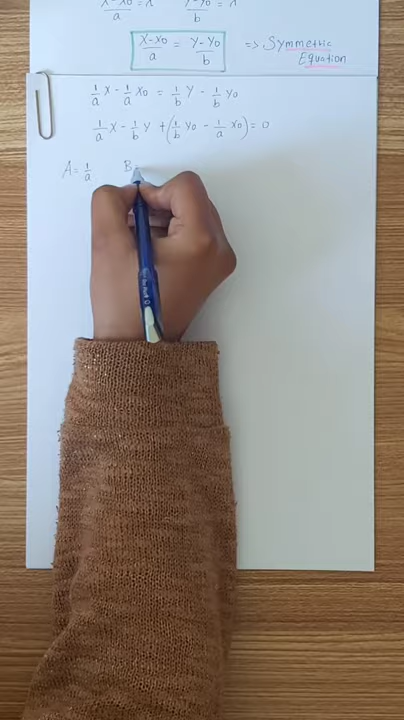 X-X0/a = λ Y-Y0/b = λ
X-X0/a = Y-Y0/b => Symmetric Equation
1/a X - 1/a X0 = 1/b Y - 1/b Y0
1/a X - 1/b Y + (1/b Y0 - 1/a X0) = 0
A = 1/a B